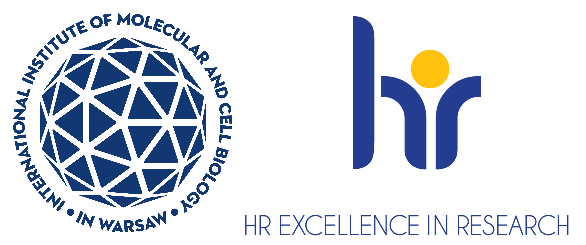 INTERNATIONAL INSTITUTE OF MOLECULAR AND CELL BIOLOGY
• IN WARSAW •
hr
HR EXCELLENCE IN RESEARCH